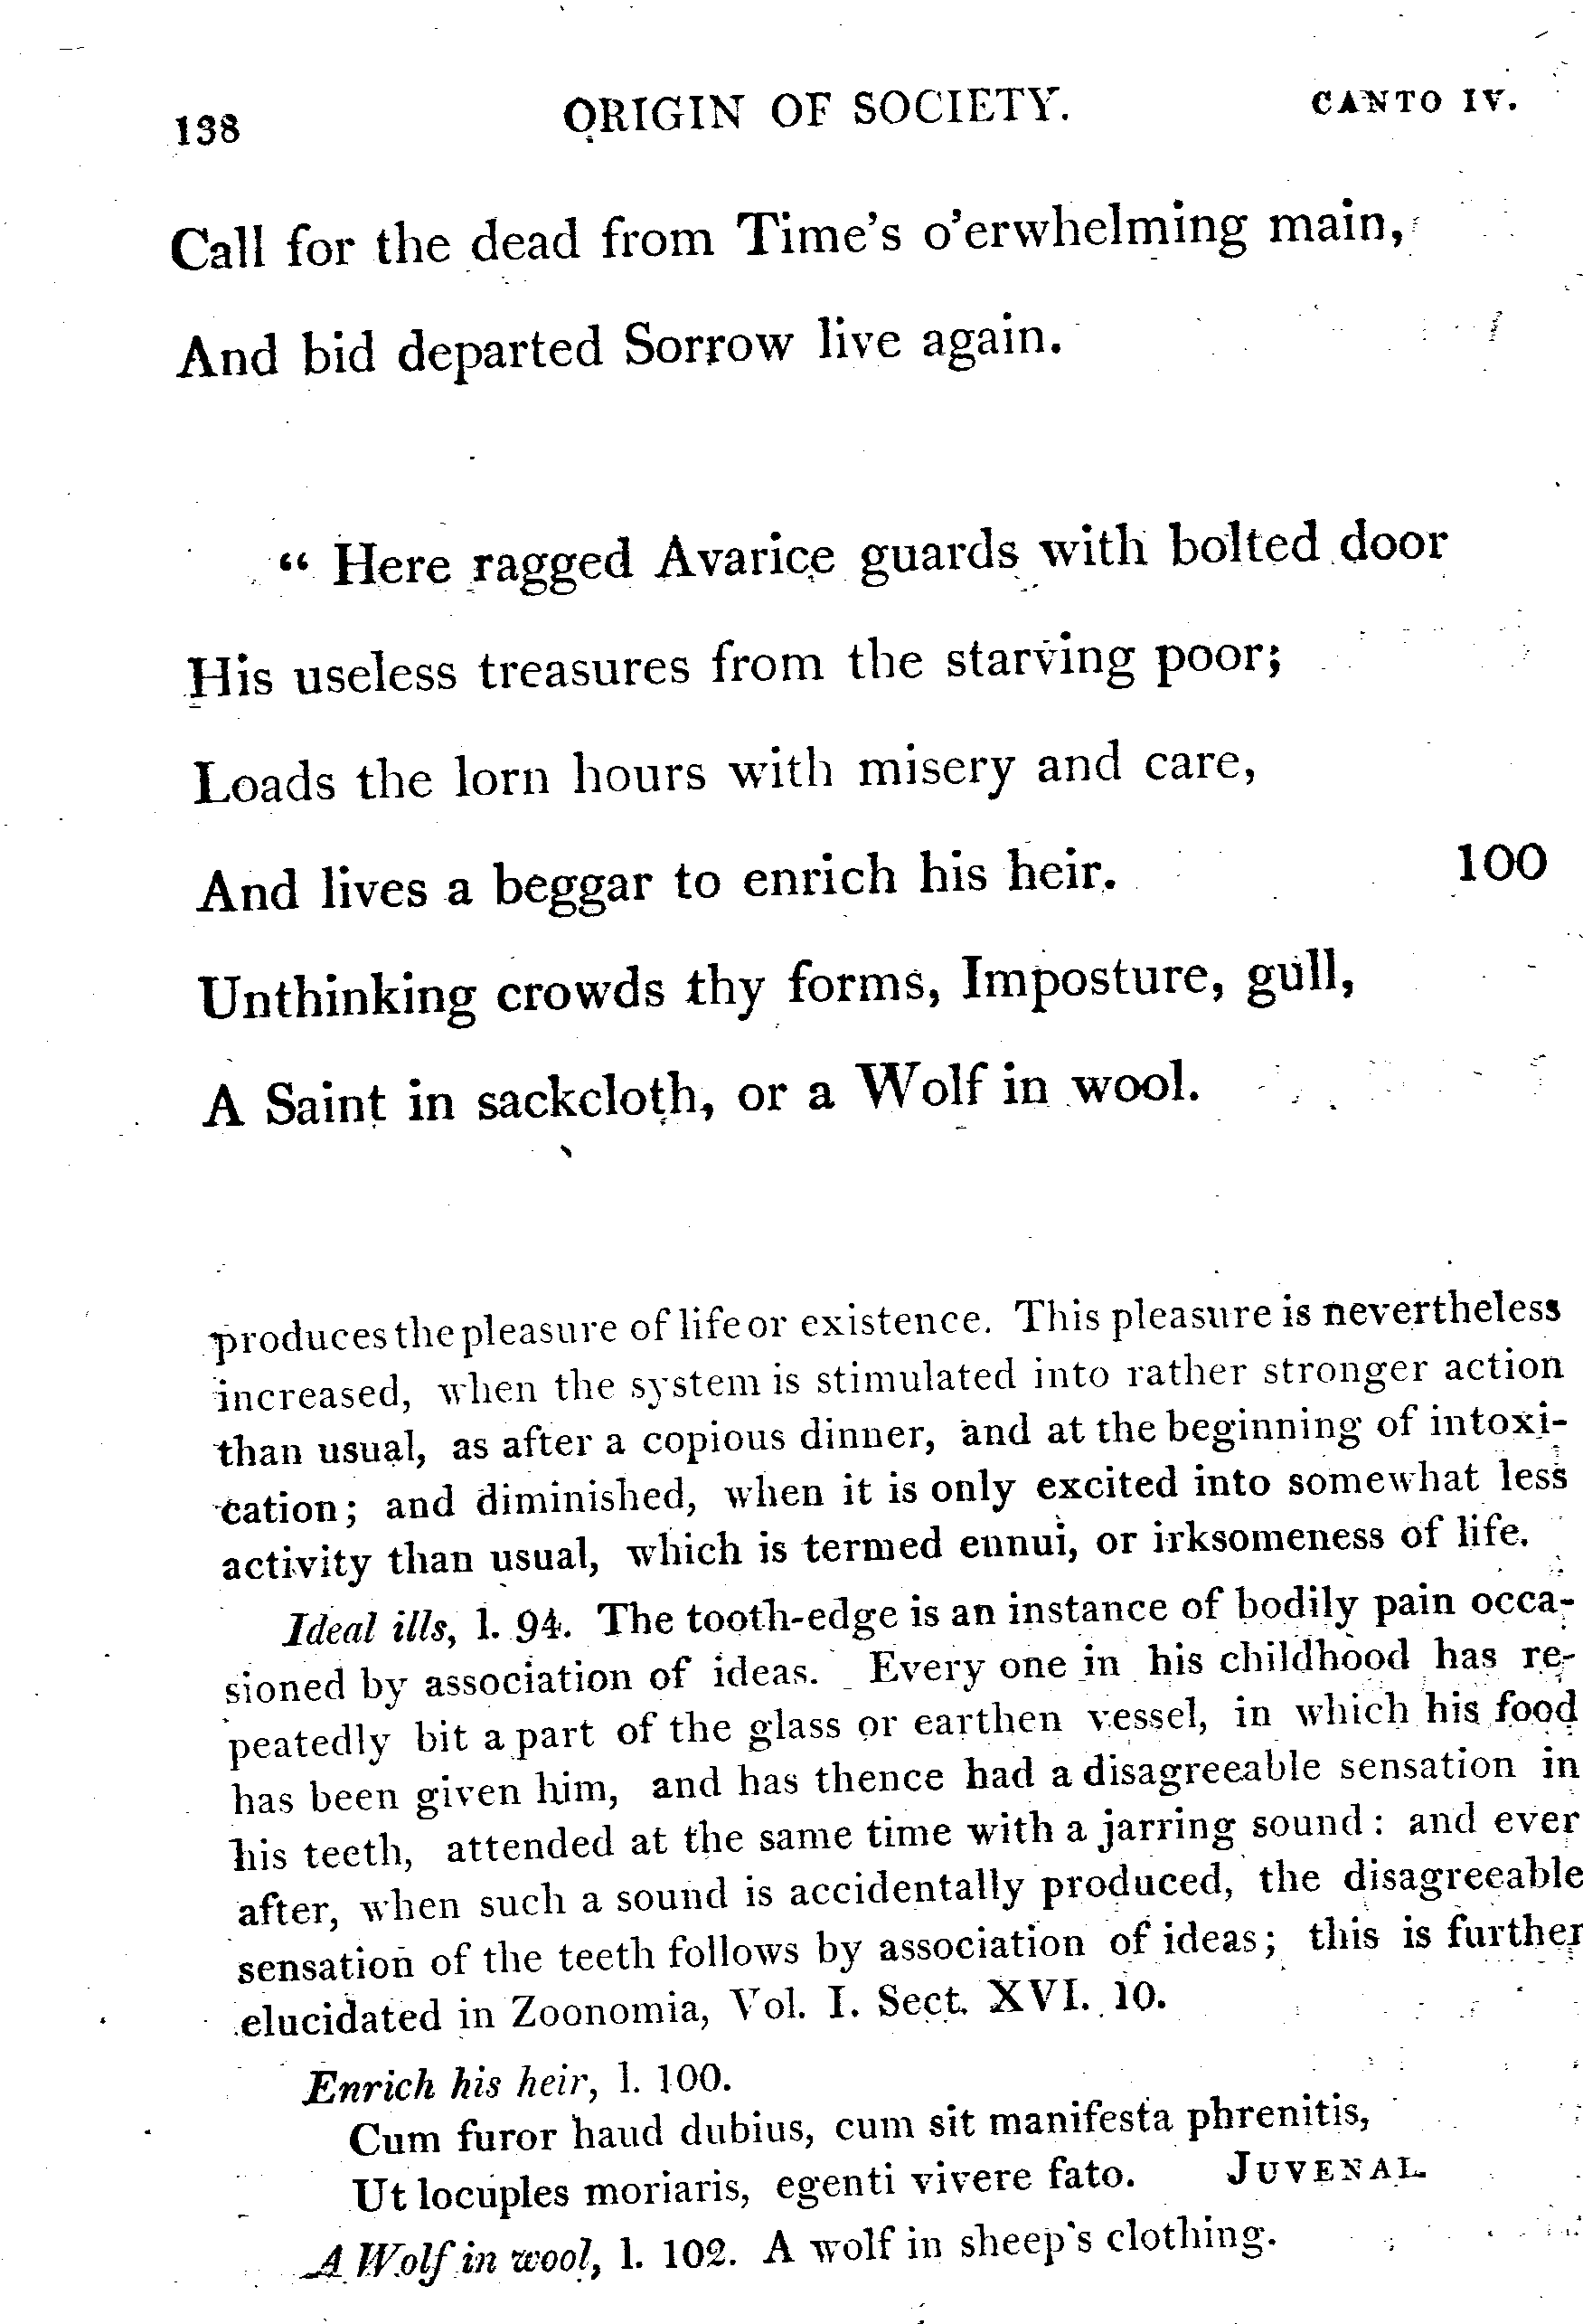 138 ORIGIN OF SOCIETY. CANTO IV.
Call for the dead from Time's o'erwhelming main,
And bid departed Sorrow live again.
“ Here ragged Avarice guards with bolted door
His useless treasures from the starving poor;
Loads the lorn hours with misery and care,
And lives a beggar to enrich his heir. 100
Unthinking crowds thy forms, Imposture, gull,
A Saint in sackcloth, or a Wolf in wool.
produces the pleasure of life or existence. This pleasure is nevertheless
increased, when the system is stimulated into rather stronger action
than usual, as after a copious dinner, and at the beginning of intoxi-
cation; and diminished, when it is only excited into somewhat less
activity than usual, which is termed ennui, or irksomeness of life.
Ideal ills, l. 94. The tooth-edge is an instance of bodily pain occa-
sioned by association of ideas. Every one in his childhood has re-
peatedly bit a part of the glass or earthen vessel, in which his food
has been given him, and has thence had a disagreeable sensation in
his teeth, attended at the same time with a jarring sound: and ever
after, when such a sound is accidentally produced, the disagreeable
sensation of the teeth follows by association of ideas; this is further
elucidated in Zoonomia, Vol. I. Sect. XVI. 10.
Enrich his heir, l. 100.
Cum furor haud dubius, cum sit manifesta phrenitis,
Ut locuples moriaris, egenti vivere fato. JUVENAL.
A Wolf in wool, l. 102. A wolf in sheep's clothing.